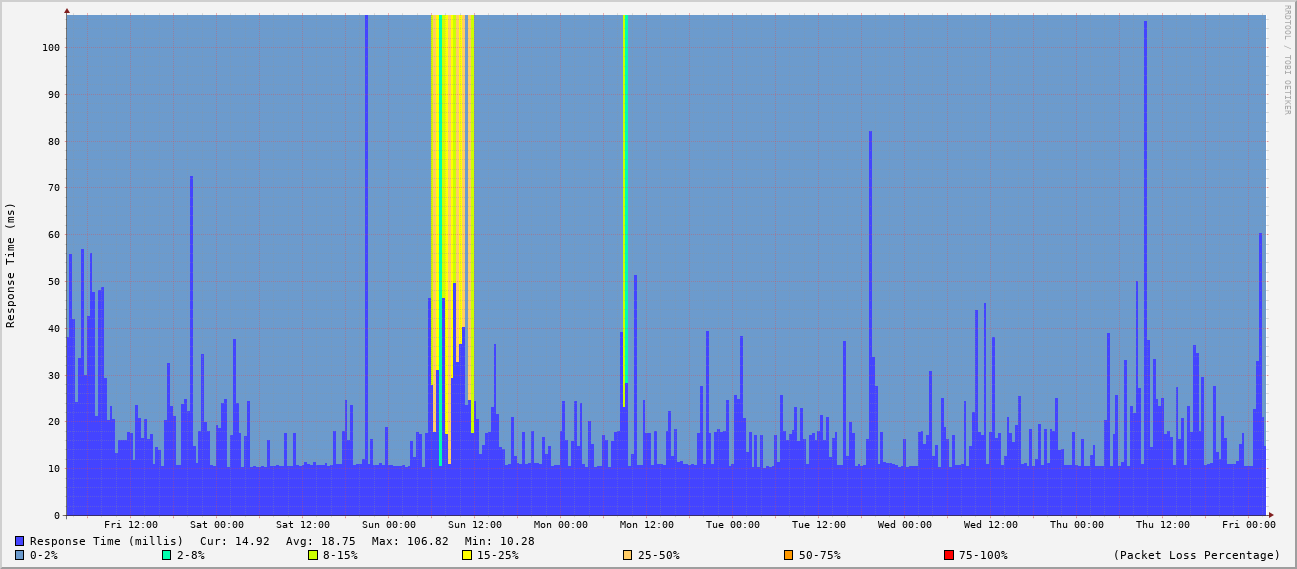 RRDTOOL / TOBI OETIKER
Response Time (ms)
100
90
80
70
60
50
40
30
20
10
0
Fri 12:00 Sat 00:00 Sat 12:00 Sun 00:00 Sun 12:00 Mon 00:00 Mon 12:00 Tue 00:00 Tue 12:00 Wed 00:00 Wed 12:00 Thu 00:00 Thu 12:00 Fri 00:00
Response Time (millis) Cur: 14.92 Avg: 18.75 Max: 106.82 Min: 10.28
0-2% 2-8% 8-15% 15-25% 25-50% 50-75% 75-100% (Packet Loss Percentage)